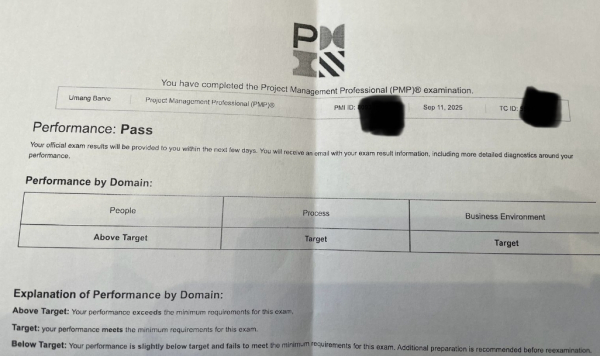 P
You have completed the Project Management Professional (PMP)® examination.
Umang Barve Project Management Professional (PMP)® PMI ID: Sep 11, 2025 TC ID:
Performance: Pass
Your official exam results will be provided to you within the next few days. You will receive an email with your exam result information, including more detailed diagnostics around your
performance.
Performance by Domain:
People Process Business Environment
Above Target Target Target
Explanation of Performance by Domain:
Above Target: Your performance exceeds the minimum requirements for this exam.
Target: your performance meets the minimum requirements for this exam.
Below Target: Your performance is slightly below target and fails to meet the minimum requirements for this exam. Additional preparation is recommended before reexamination.